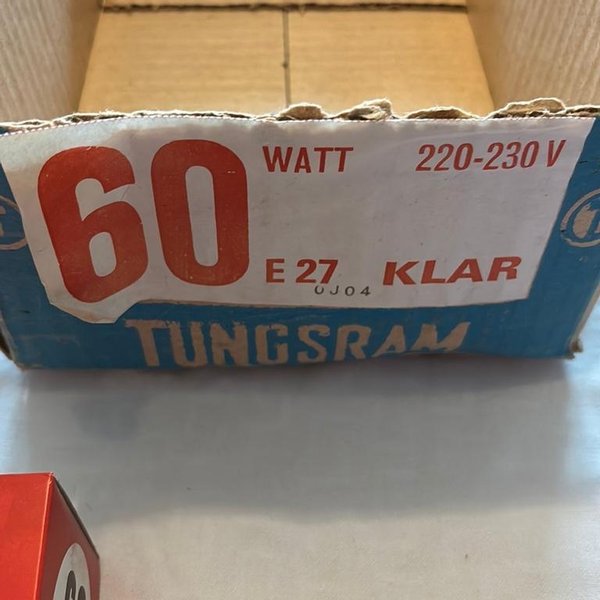 60 WATT 220-230 V
E 27 KLAR
0J04
TUNGSRAM